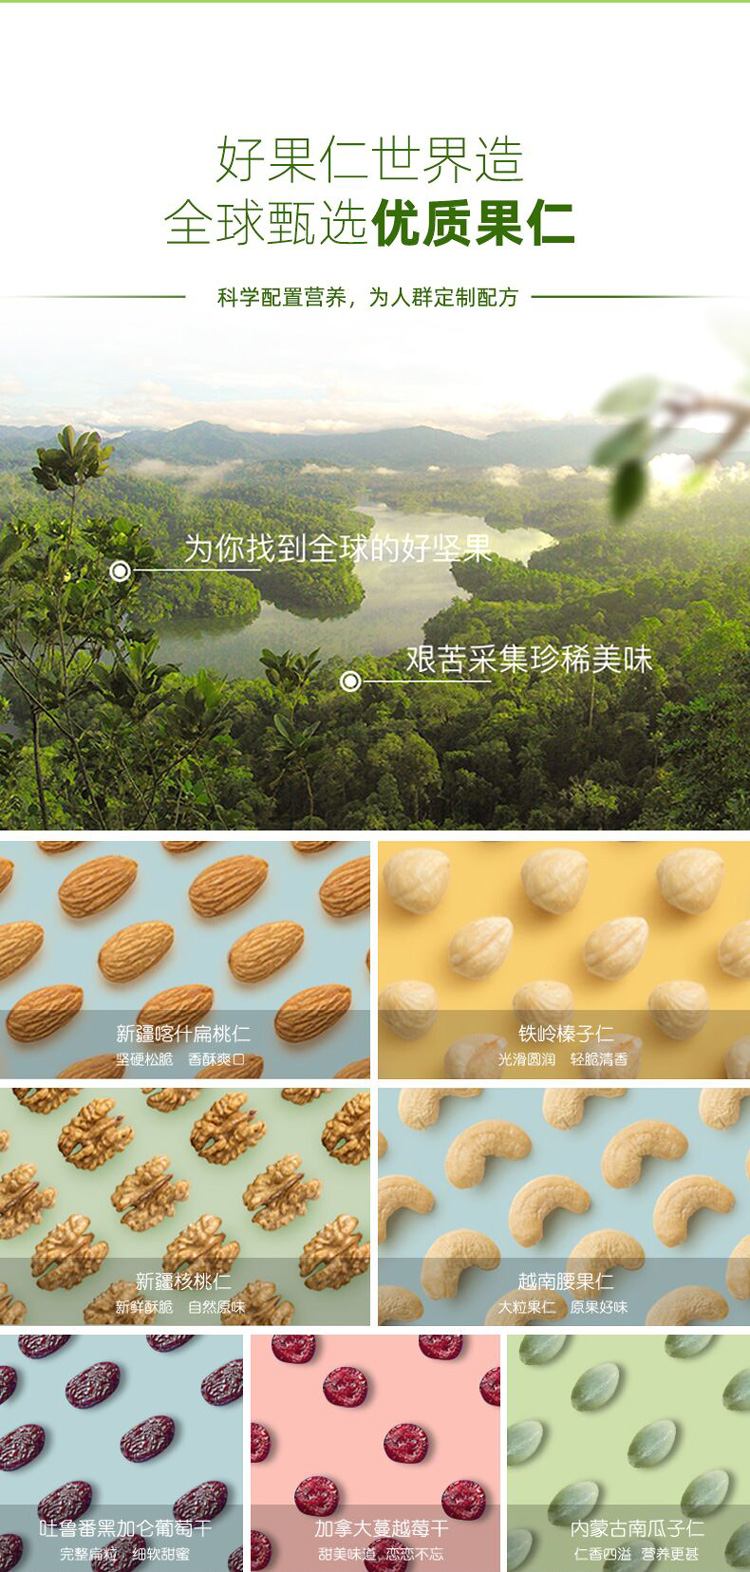 好果仁世界造
全球甄选优质果仁
科学配置营养，为人群定制配方
为你找到全球的好坚果
艰苦采集珍稀美味
新疆喀什扁桃仁
坚硬松脆 香酥爽口
铁岭榛子仁
光滑圆润 轻脆清香
新疆核桃仁
新鲜酥脆 自然原味
越南腰果仁
大粒果仁 原果好味
吐鲁番黑加仑葡萄干
完整扁粒，细软甜蜜
加拿大蔓越莓干
甜美味道，恋恋不忘
内蒙古南瓜子仁
仁香四溢 营养更甚